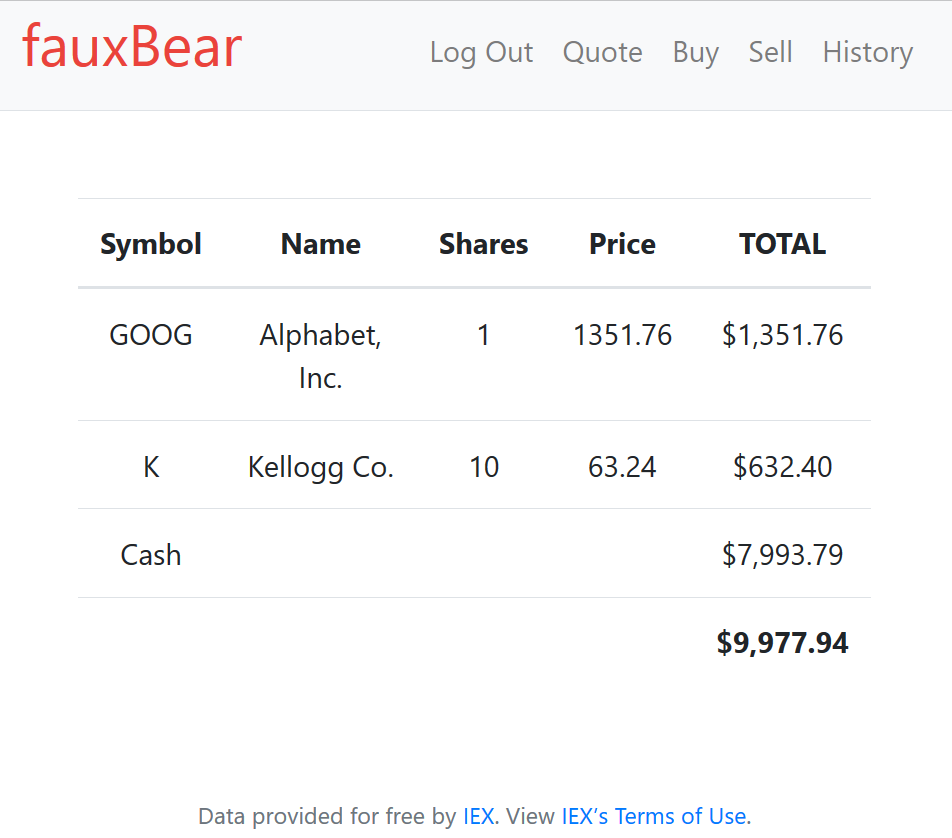 fauxBear Log Out Quote Buy Sell History
Symbol Name Shares Price TOTAL
GOOG Alphabet, 1 1351.76 $1,351.76
Inc.
K Kellogg Co. 10 63.24 $632.40
Cash $7,993.79
$9,977.94
Data provided for free by IEX. View IEX’s Terms of Use.